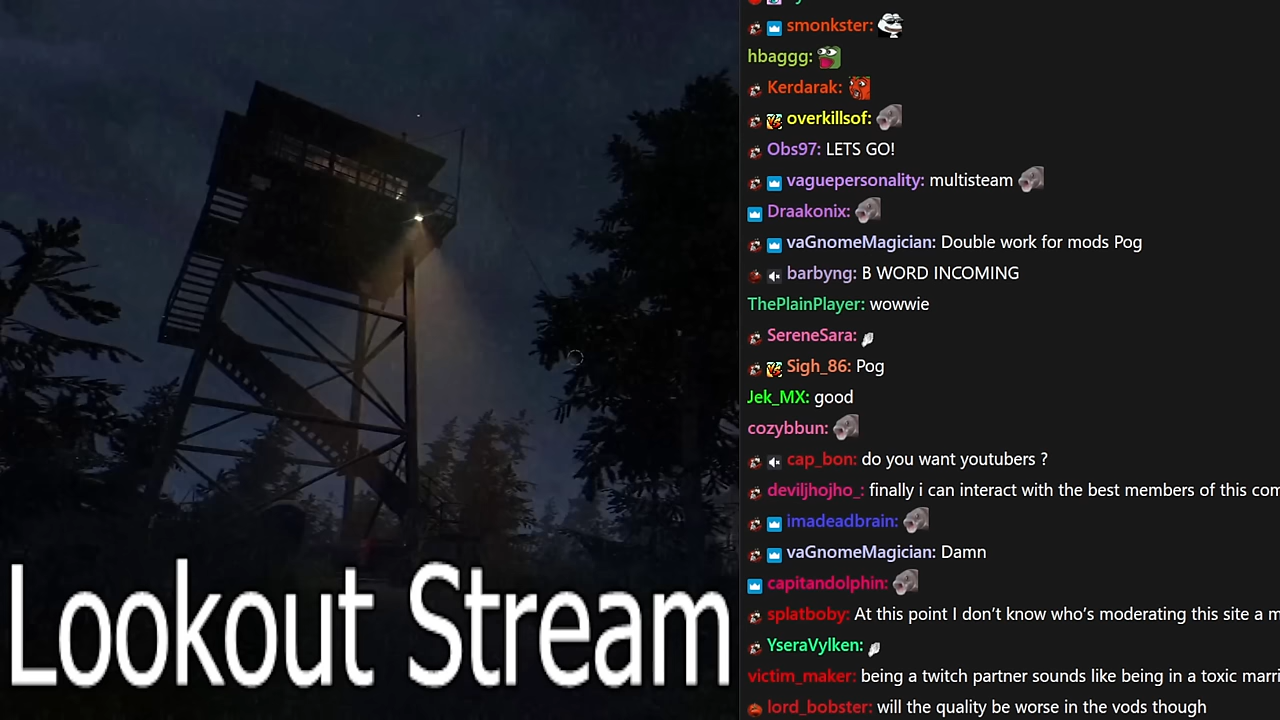 smonkster:
hbaggg:
Kerdarak:
overkillsof:
Obs97: LETS GO!
vaguepersonality: multisteam
Draakonix:
vaGnomeMagician: Double work for mods Pog
barbyng: B WORD INCOMING
ThePlainPlayer: wowwie
SereneSara:
Sigh_86: Pog
Jek_MX: good
cozybbun:
cap_bon: do you want youtubers ?
deviljhojho_: finally i can interact with the best members of this com
imadeadbrain:
vaGnomeMagician: Damn
capitandolphin:
splatboby: At this point I don’t know who’s moderating this site a m
YseraVylken:
victim_maker: being a twitch partner sounds like being in a toxic marri
lord_bobster: will the quality be worse in the vods though
Lookout Stream